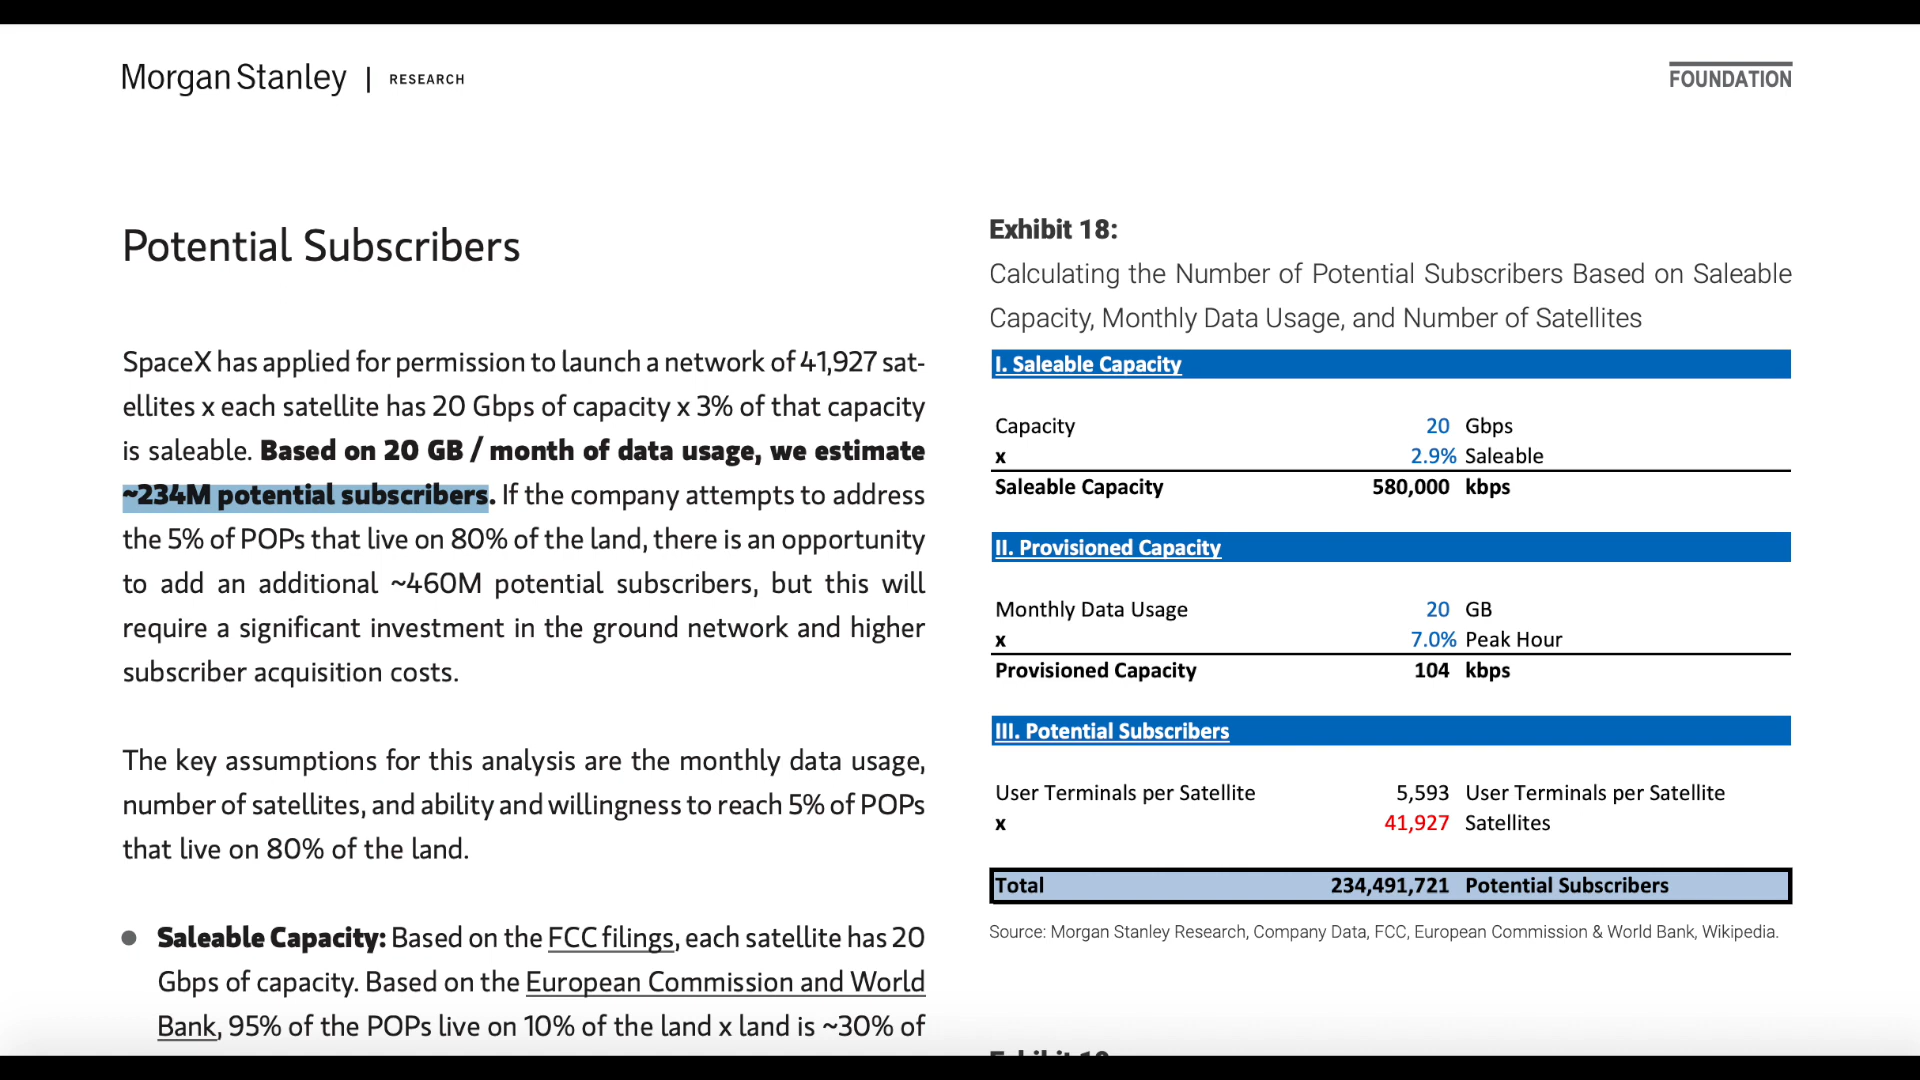 Morgan Stanley | RESEARCH
FOUNDATION
Potential Subscribers
SpaceX has applied for permission to launch a network of 41,927 sat-
ellites x each satellite has 20 Gbps of capacity x 3% of that capacity
is saleable. Based on 20 GB / month of data usage, we estimate
~234M potential subscribers. If the company attempts to address
the 5% of POPs that live on 80% of the land, there is an opportunity
to add an additional ~460M potential subscribers, but this will
require a significant investment in the ground network and higher
subscriber acquisition costs.
The key assumptions for this analysis are the monthly data usage,
number of satellites, and ability and willingness to reach 5% of POPs
that live on 80% of the land.
● Saleable Capacity: Based on the FCC filings, each satellite has 20
Gbps of capacity. Based on the European Commission and World
Bank, 95% of the POPs live on 10% of the land x land is ~30% of
Exhibit 18:
Calculating the Number of Potential Subscribers Based on Saleable
Capacity, Monthly Data Usage, and Number of Satellites
I. Saleable Capacity
Capacity 20 Gbps
x 2.9% Saleable
Saleable Capacity 580,000 kbps
II. Provisioned Capacity
Monthly Data Usage 20 GB
x 7.0% Peak Hour
Provisioned Capacity 104 kbps
III. Potential Subscribers
User Terminals per Satellite 5,593 User Terminals per Satellite
x 41,927 Satellites
Total 234,491,721 Potential Subscribers
Source: Morgan Stanley Research, Company Data, FCC, European Commission & World Bank, Wikipedia.